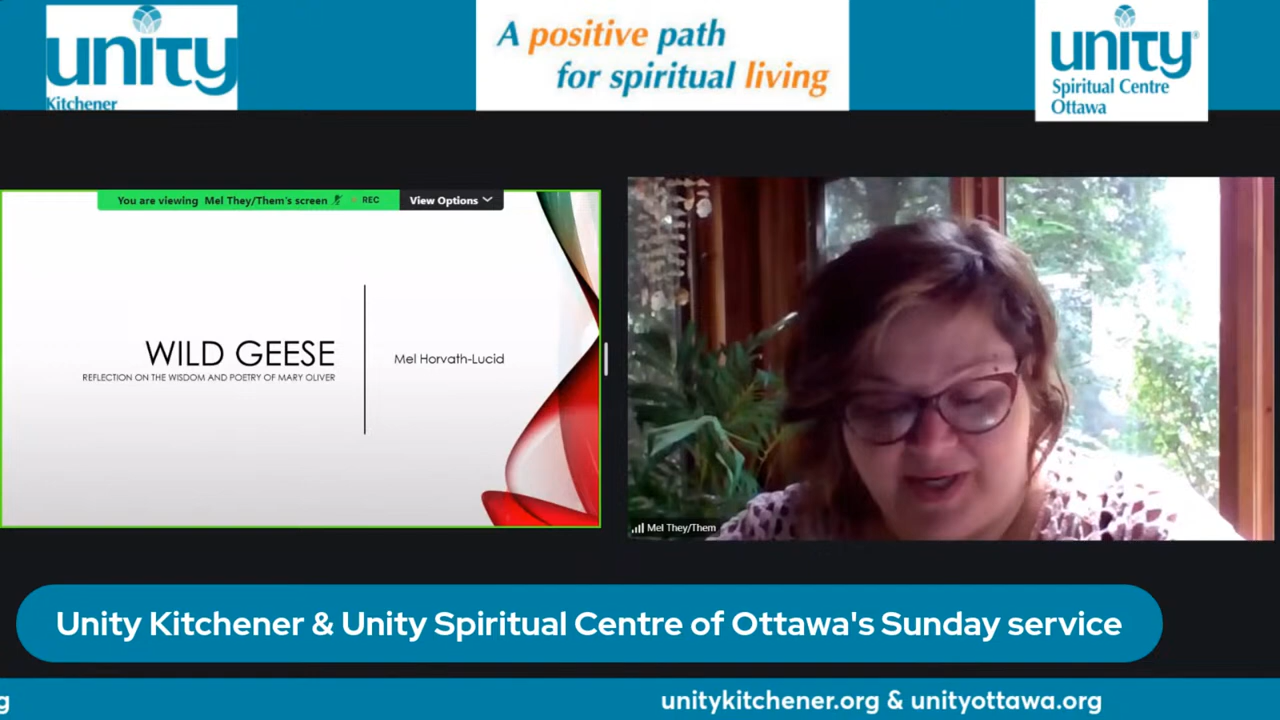 unity
Kitchener
A positive path
for spiritual living
unity®
Spiritual Centre
Ottawa
You are viewing Mel They/Them's screen
REC
View Options
WILD GEESE
REFLECTION ON THE WISDOM AND POETRY OF MARY OLIVER
Mel Horvath-Lucid
Mel They/Them
Unity Kitchener & Unity Spiritual Centre of Ottawa's Sunday service
g
unitykitchener.org & unityottawa.org